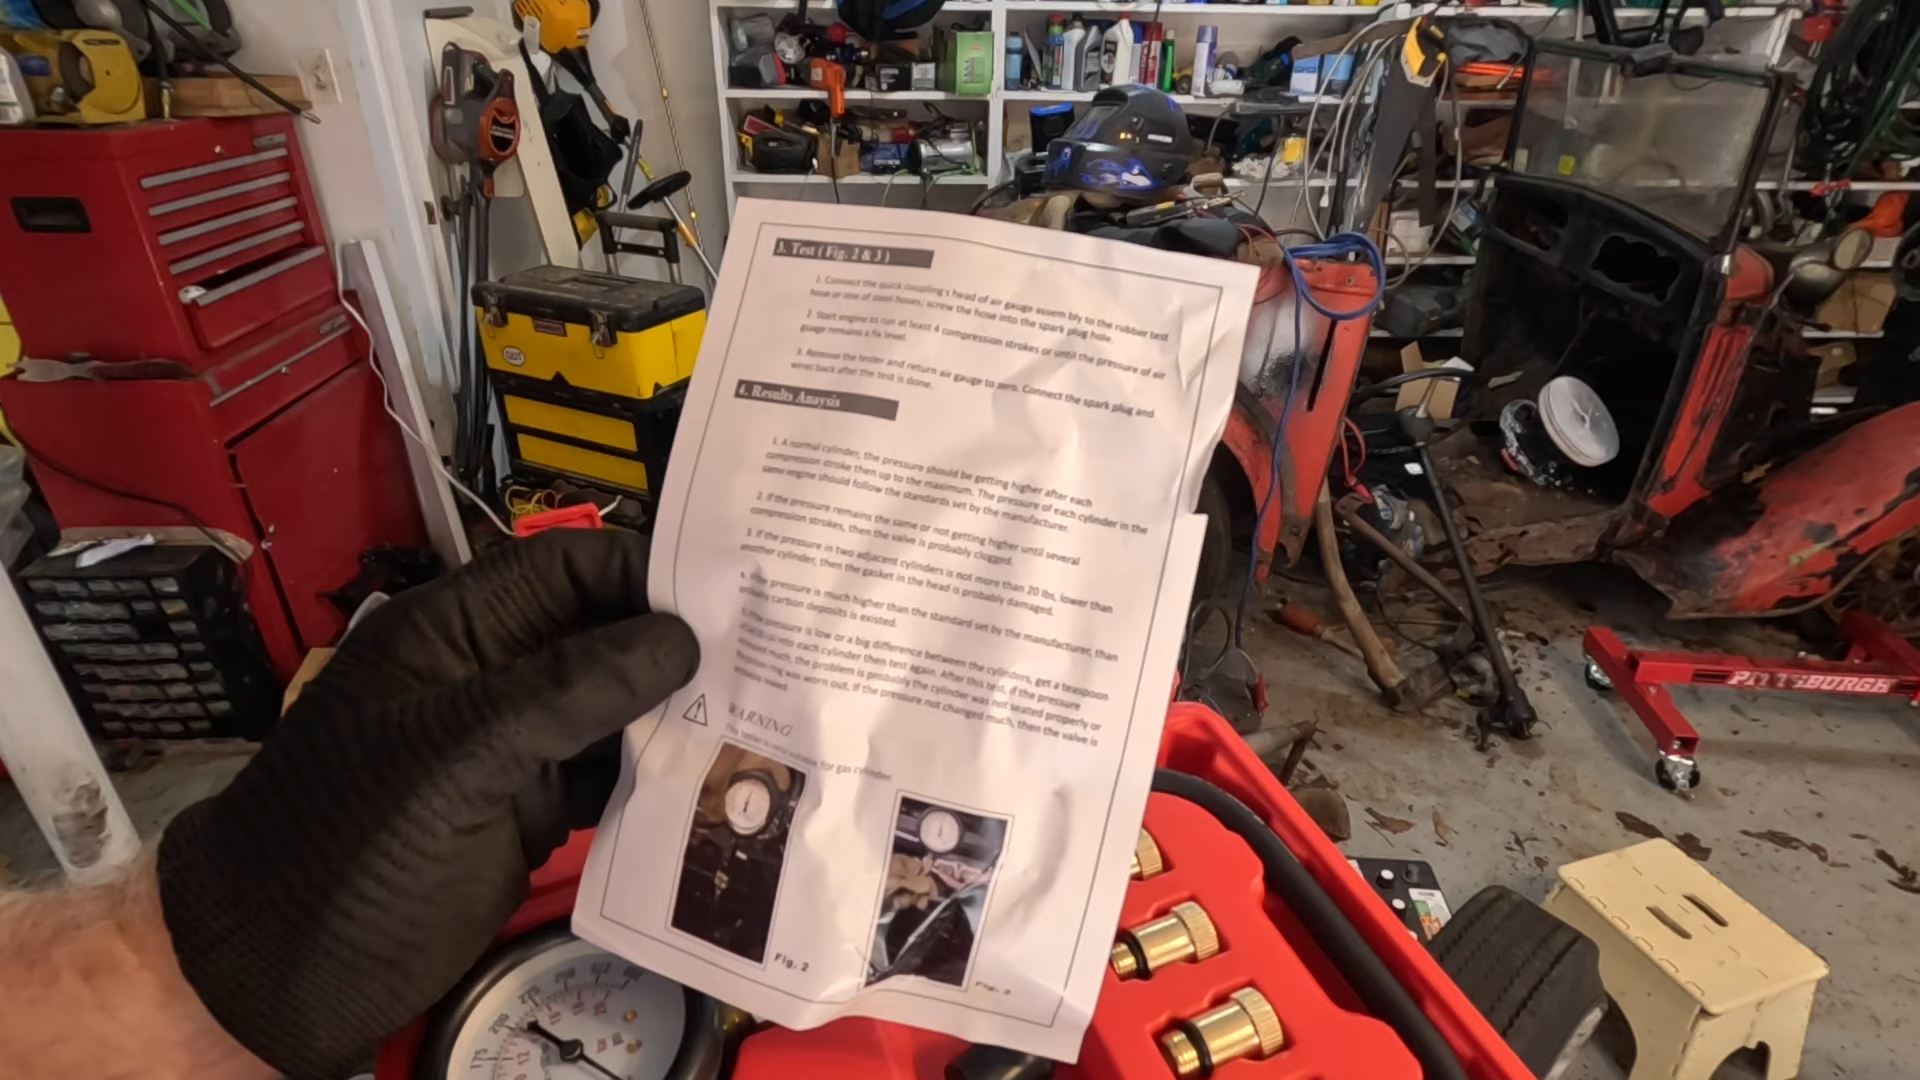 3. Test ( Fig. 2 & 3 )
1. Connect the quick coupling's head of air gauge assem bly to the rubber test
hose or one of steel hoses; screw the hose into the spark plug hole.
2. Start engine to run at least 4 compression strokes or until the pressure of air
guage remains a fix level.
3. Remove the tester and return air gauge to zero. Connect the spark plug and
wires back after the test is done.
4. Results Anaysis
1. A normal cylinder, the pressure should be getting higher after each
compression stroke then up to the maximum. The pressure of each cylinder in the
same engine should follow the standards set by the manufacturer.
2. If the pressure remains the same or not getting higher until several
compression strokes, then the valve is probably clogged.
3. If the pressure in two adjacent cylinders is not more than 20 lbs, lower than
another cylinder, then the gasket in the head is probably damaged.
4. If the pressure is much higher than the standard set by the manufacturer, than
carbon deposits is existed.
pressure is low or a big difference between the cylinders, get a teaspoon
into each cylinder then test again. After this test, if the pressure
much, the problem is probably the cylinder was not seated properly or
ring was worn out. If the pressure not changed much, then the valve is
WARNING
for gas cylinder.
Fig. 2
PITTSBURGH
OUT
200
175